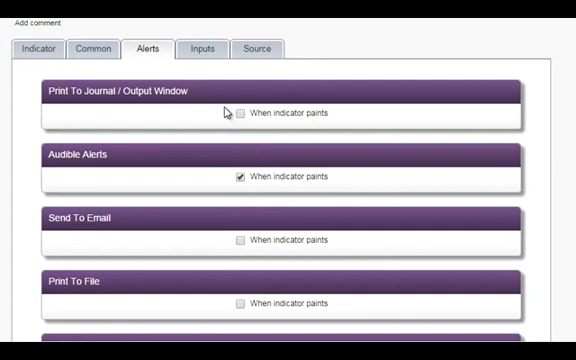 Add comment
Indicator
Common
Alerts
Inputs
Source
Print To Journal / Output Window
When indicator paints
Audible Alerts
When indicator paints
Send To Email
When indicator paints
Print To File
When indicator paints